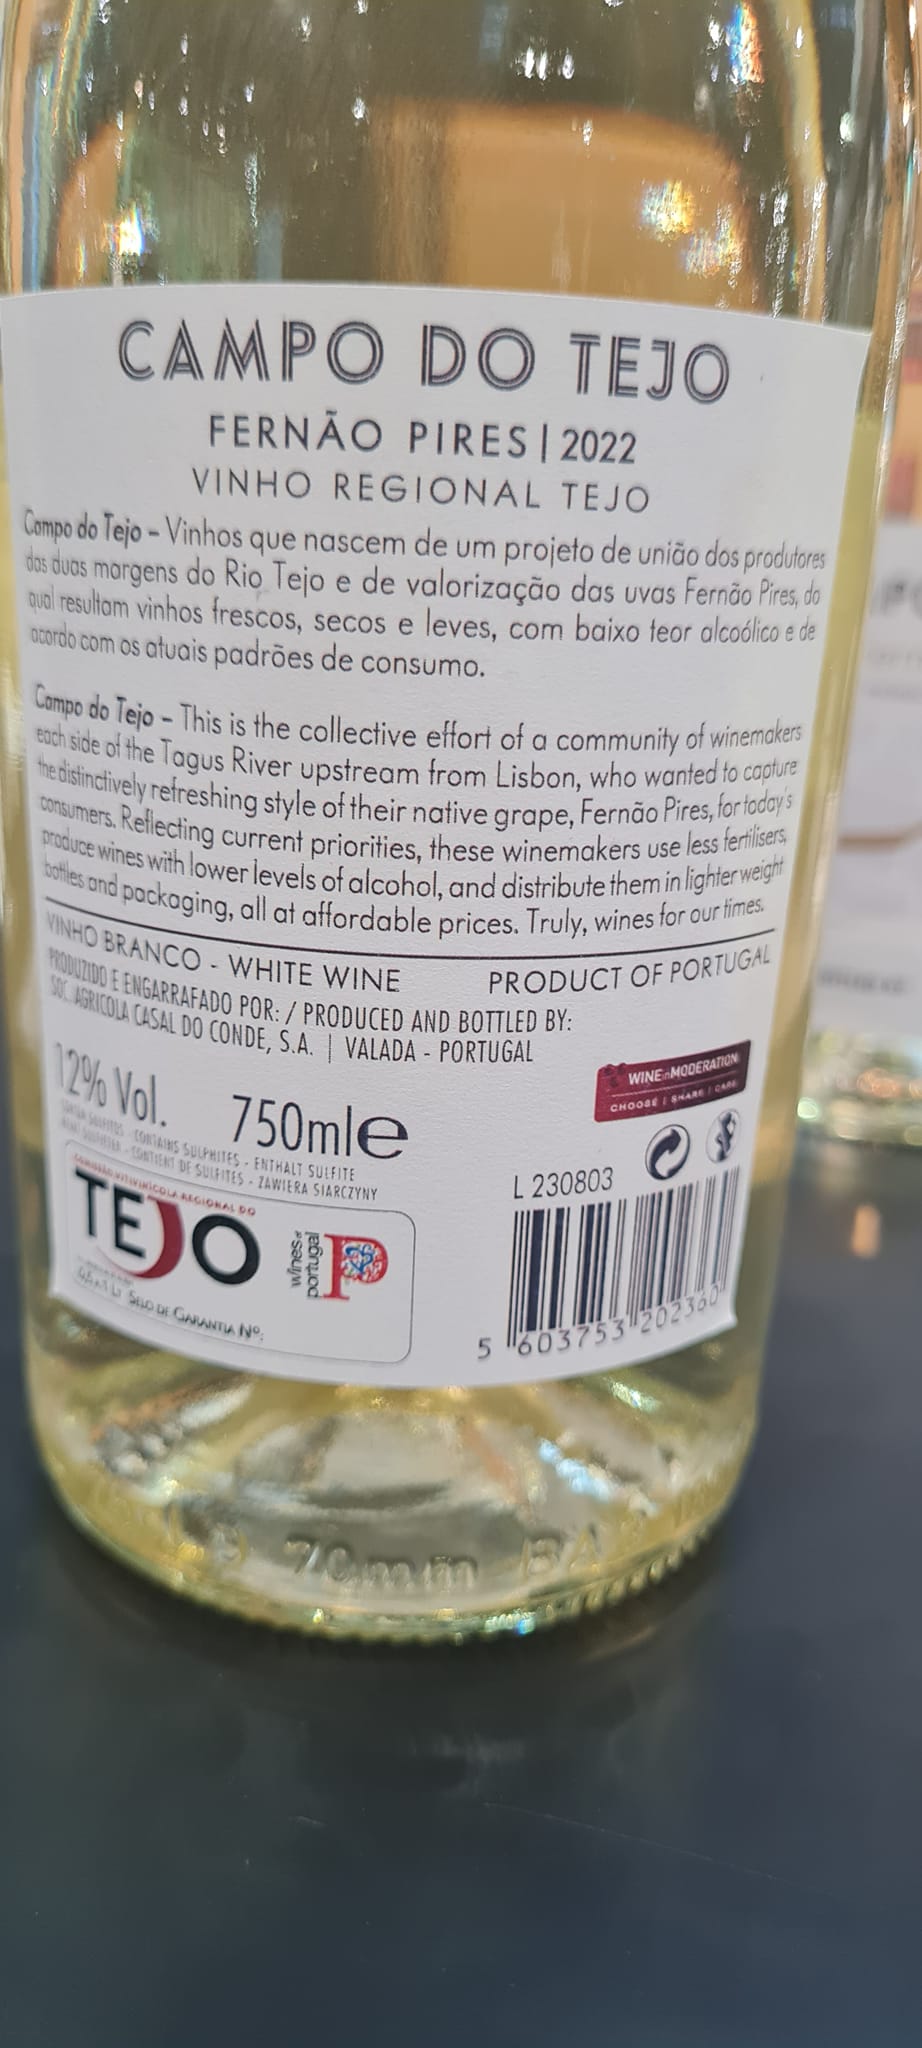 CAMPO DO TEJO
FERNÃO PIRES | 2022
VINHO REGIONAL TEJO
Campo do Tejo – Vinhos que nascem de um projeto de união dos produtores
das duas margens do Rio Tejo e de valorização das uvas Fernão Pires, do
qual resultam vinhos frescos, secos e leves, com baixo teor alcoólico e de
acordo com os atuais padrões de consumo.
Campo do Tejo – This is the collective effort of a community of winemakers
each side of the Tagus River upstream from Lisbon, who wanted to capture
the distinctively refreshing style of their native grape, Fernão Pires, for today's
consumers. Reflecting current priorities, these winemakers use less fertilisers,
produce wines with lower levels of alcohol, and distribute them in lighter weight
bottles and packaging, all at affordable prices. Truly, wines for our times.
VINHO BRANCO - WHITE WINE PRODUCT OF PORTUGAL
PRODUZIDO E ENGARRAFADO POR: / PRODUCED AND BOTTLED BY:
SOC. AGRICOLA CASAL DO CONDE, S.A. | VALADA - PORTUGAL
WINE in MODERATION
CHOOSE | SHARE | CARE
12% Vol. 750ml e
SULFITOS - CONTAINS SULPHITES - ENTHALT SULFITE
- CONTIENT DE SULFITES - ZAWIERA SIARCZYNY
L 230803
COMISSÃO VITIVINÍCOLA REGIONAL DO
TEJO
wines of
portugal
P
SELO DE GARANTIA Nº:
5 603753 202360
70mm BA